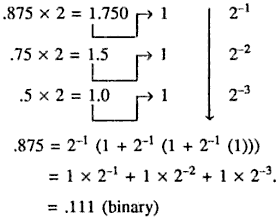 .875 × 2 = 1.750 → 1 2⁻¹
.75 × 2 = 1.5 → 1 2⁻²
.5 × 2 = 1.0 → 1 2⁻³
.875 = 2⁻¹ (1 + 2⁻¹ (1 + 2⁻¹ (1)))
= 1 × 2⁻¹ + 1 × 2⁻² + 1 × 2⁻³.
= .111 (binary)